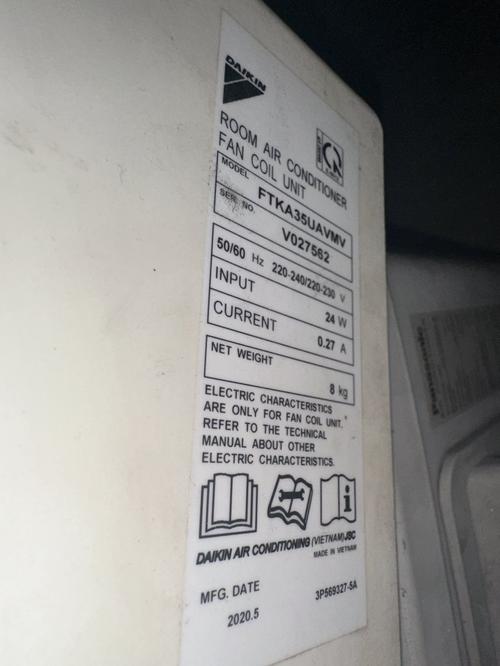 DAIKIN
ROOM AIR CONDITIONER
FAN COIL UNIT
MODEL FTKA35UAVMV
SER. NO. V027562
50/60 Hz 220-240/220-230 V
INPUT 24 W
CURRENT 0.27 A
NET WEIGHT 8 kg
ELECTRIC CHARACTERISTICS
ARE ONLY FOR FAN COIL UNIT.
REFER TO THE TECHNICAL
MANUAL ABOUT OTHER
ELECTRIC CHARACTERISTICS.
DAIKIN AIR CONDITIONING (VIETNAM)JSC
MADE IN VIETNAM
MFG. DATE 3P569327-5A
2020.5